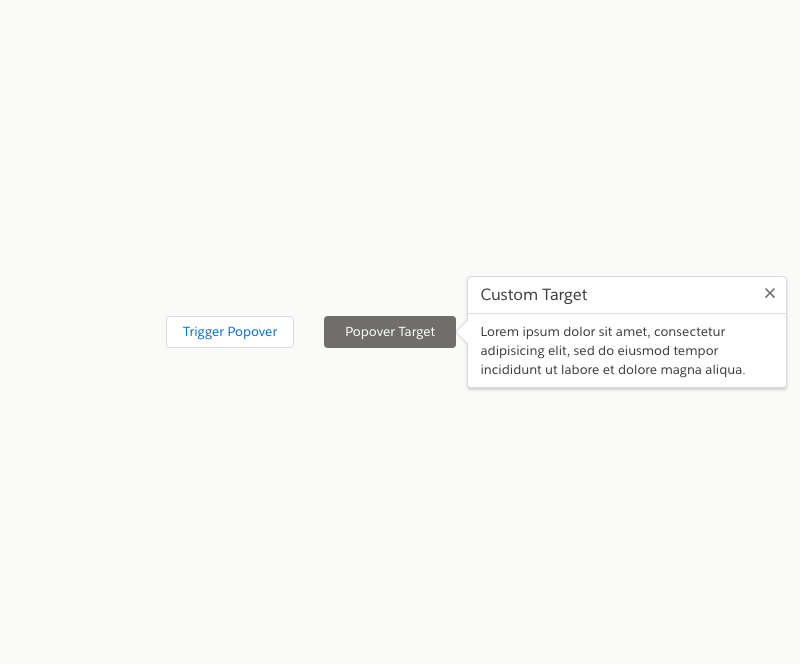 Trigger Popover
Popover Target
Custom Target
Lorem ipsum dolor sit amet, consectetur
adipisicing elit, sed do eiusmod tempor
incididunt ut labore et dolore magna aliqua.